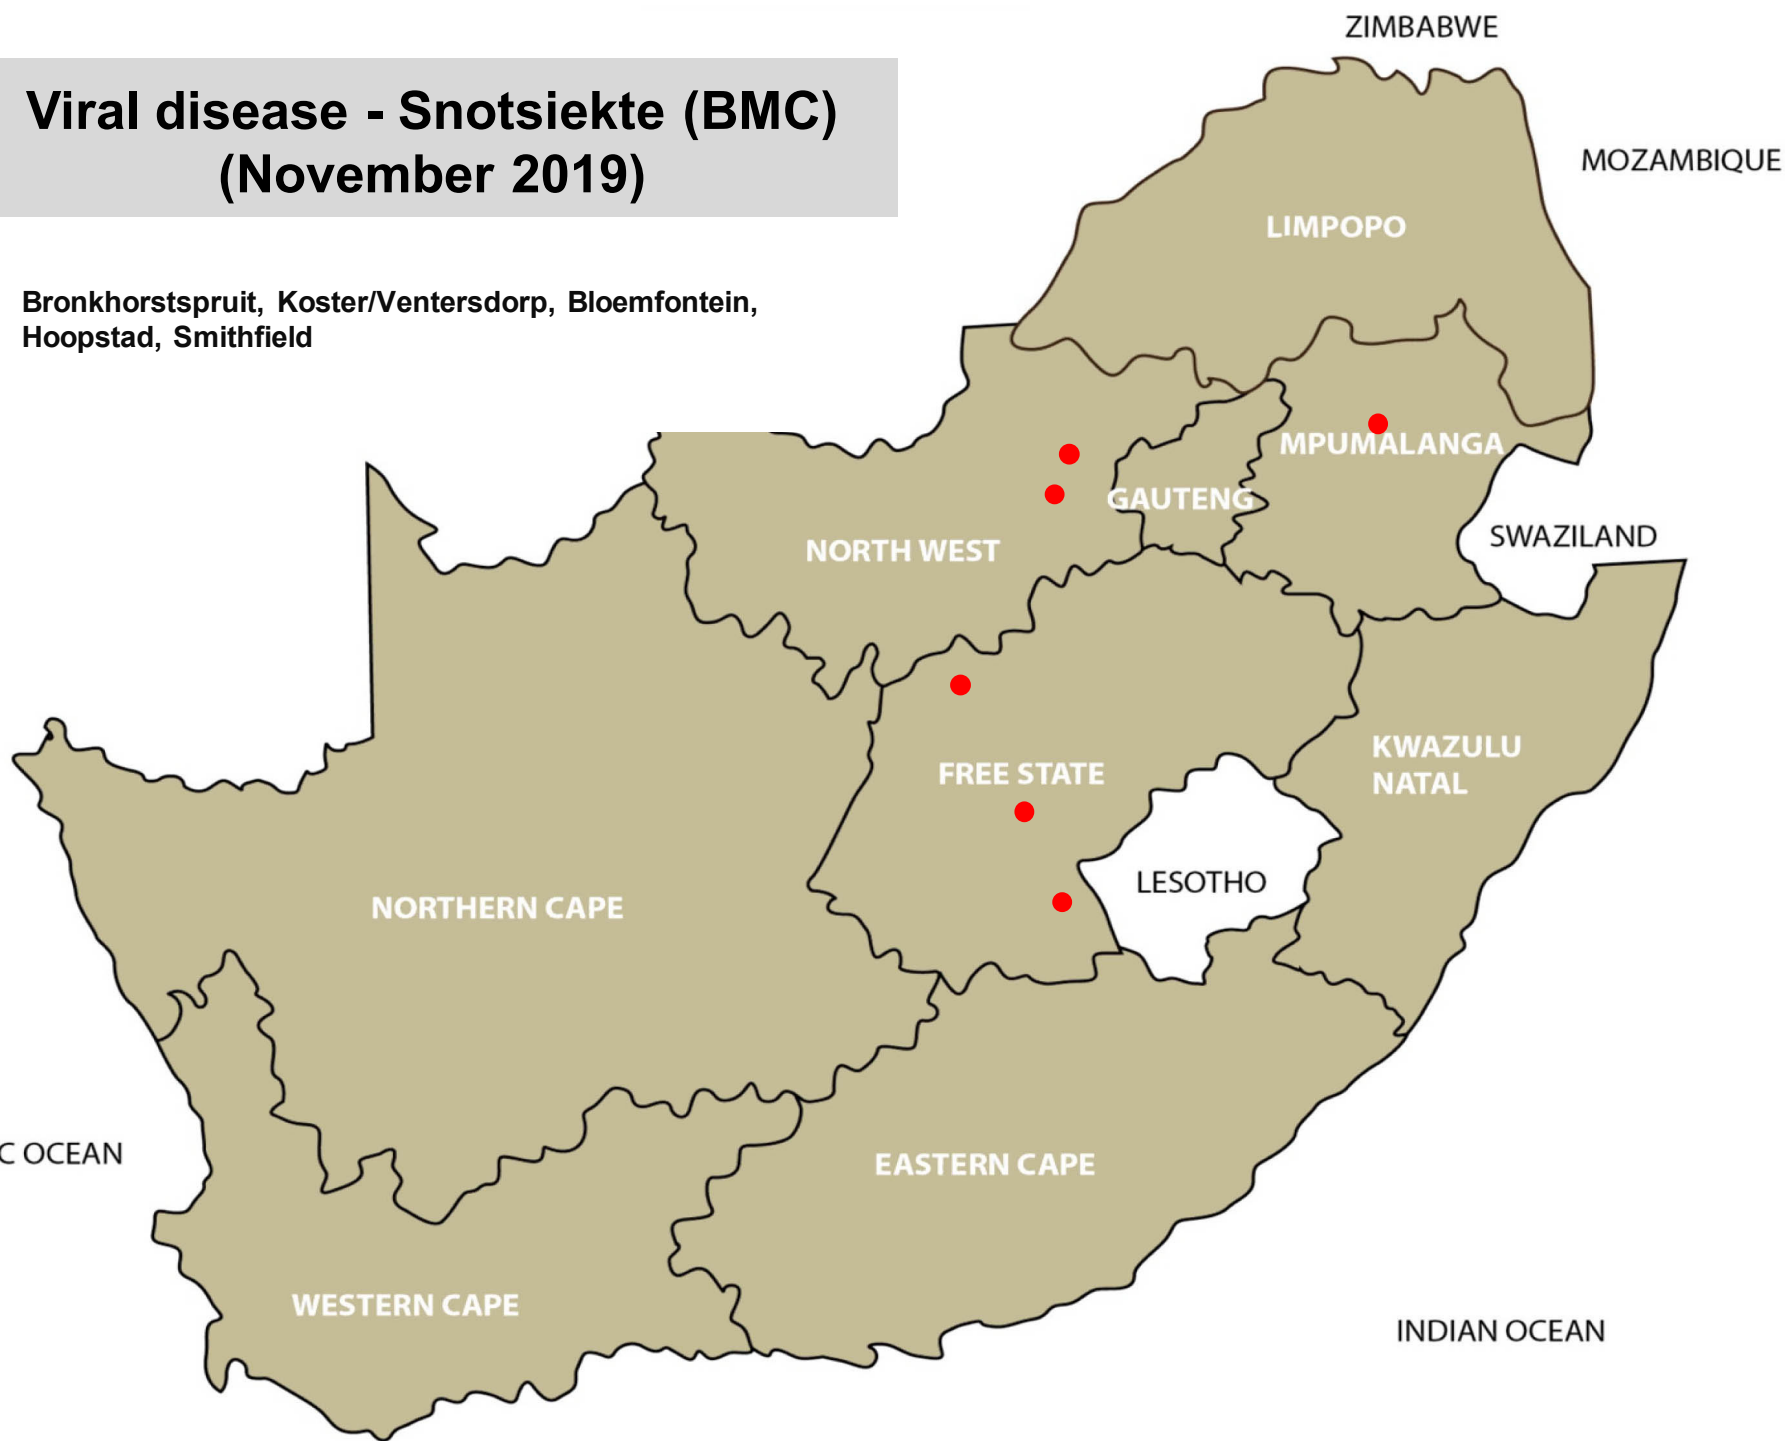 ZIMBABWE
Viral disease - Snotsiekte (BMC)
(November 2019)
MOZAMBIQUE
LIMPOPO
Bronkhorstspruit, Koster/Ventersdorp, Bloemfontein,
Hoopstad, Smithfield
MPUMALANGA
GAUTENG
SWAZILAND
NORTH WEST
KWAZULU
NATAL
FREE STATE
LESOTHO
NORTHERN CAPE
C OCEAN
EASTERN CAPE
WESTERN CAPE
INDIAN OCEAN